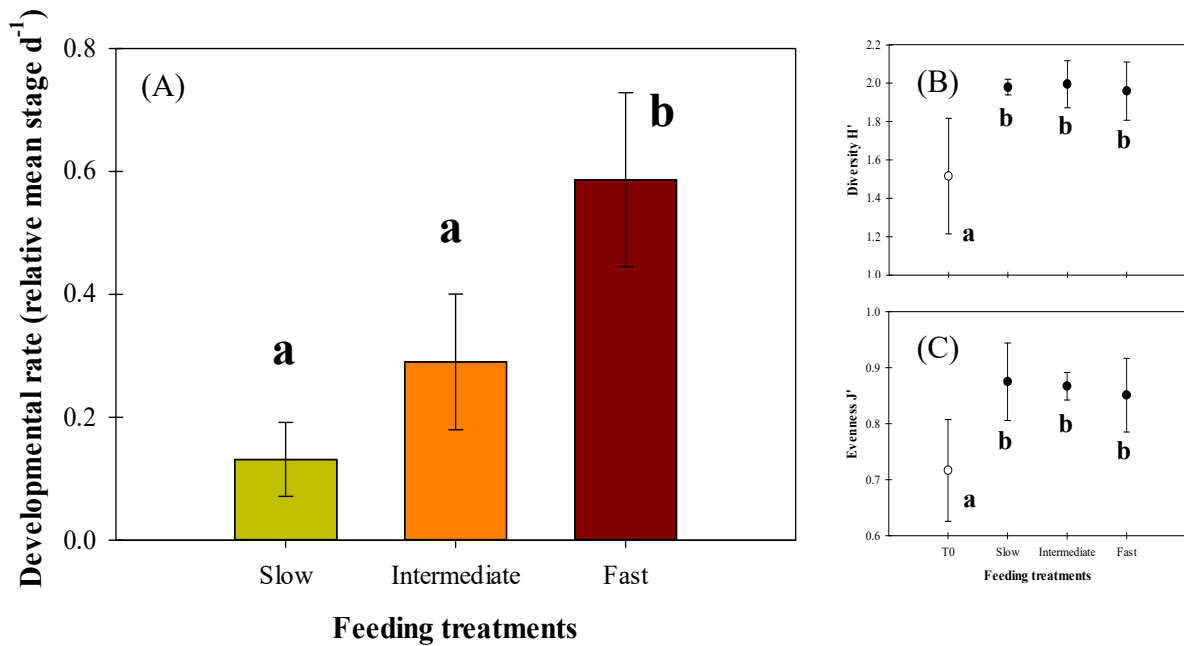 Developmental rate (relative mean stage d⁻¹)
0.8
0.6
0.4
0.2
0.0
(A)
a
a
b
Slow Intermediate Fast
Feeding treatments
Diversity H'
2.2
2.0
1.8
1.6
1.4
1.2
1.0
(B)
a
b
b
b
Evenness J'
1.0
0.9
0.8
0.7
0.6
(C)
a
b
b
b
T0 Slow Intermediate Fast
Feeding treatments